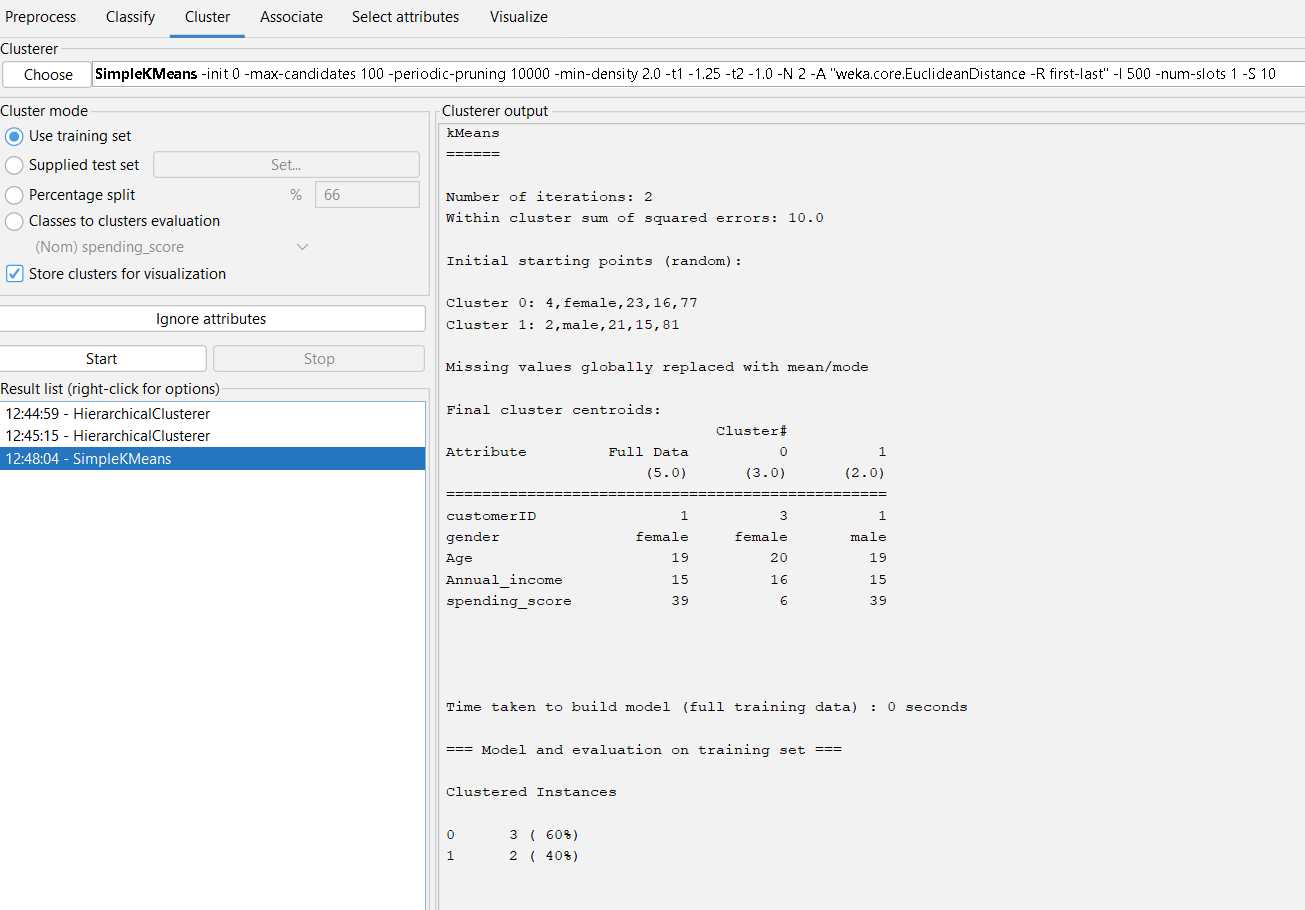 Preprocess Classify Cluster Associate Select attributes Visualize
Clusterer
Choose SimpleKMeans -init 0 -max-candidates 100 -periodic-pruning 10000 -min-density 2.0 -t1 -1.25 -t2 -1.0 -N 2 -A "weka.core.EuclideanDistance -R first-last" -I 500 -num-slots 1 -S 10
Cluster mode
Use training set
Supplied test set Set...
Percentage split % 66
Classes to clusters evaluation
(Nom) spending_score
Store clusters for visualization
Ignore attributes
Start Stop
Result list (right-click for options)
12:44:59 - HierarchicalClusterer
12:45:15 - HierarchicalClusterer
12:48:04 - SimpleKMeans
Clusterer output
kMeans
======
Number of iterations: 2
Within cluster sum of squared errors: 10.0
Initial starting points (random):
Cluster 0: 4,female,23,16,77
Cluster 1: 2,male,21,15,81
Missing values globally replaced with mean/mode
Final cluster centroids:
Cluster#
Attribute Full Data 0 1
(5.0) (3.0) (2.0)
=================================================
customerID 1 3 1
gender female female male
Age 19 20 19
Annual_income 15 16 15
spending_score 39 6 39
Time taken to build model (full training data) : 0 seconds
=== Model and evaluation on training set ===
Clustered Instances
0 3 ( 60%)
1 2 ( 40%)